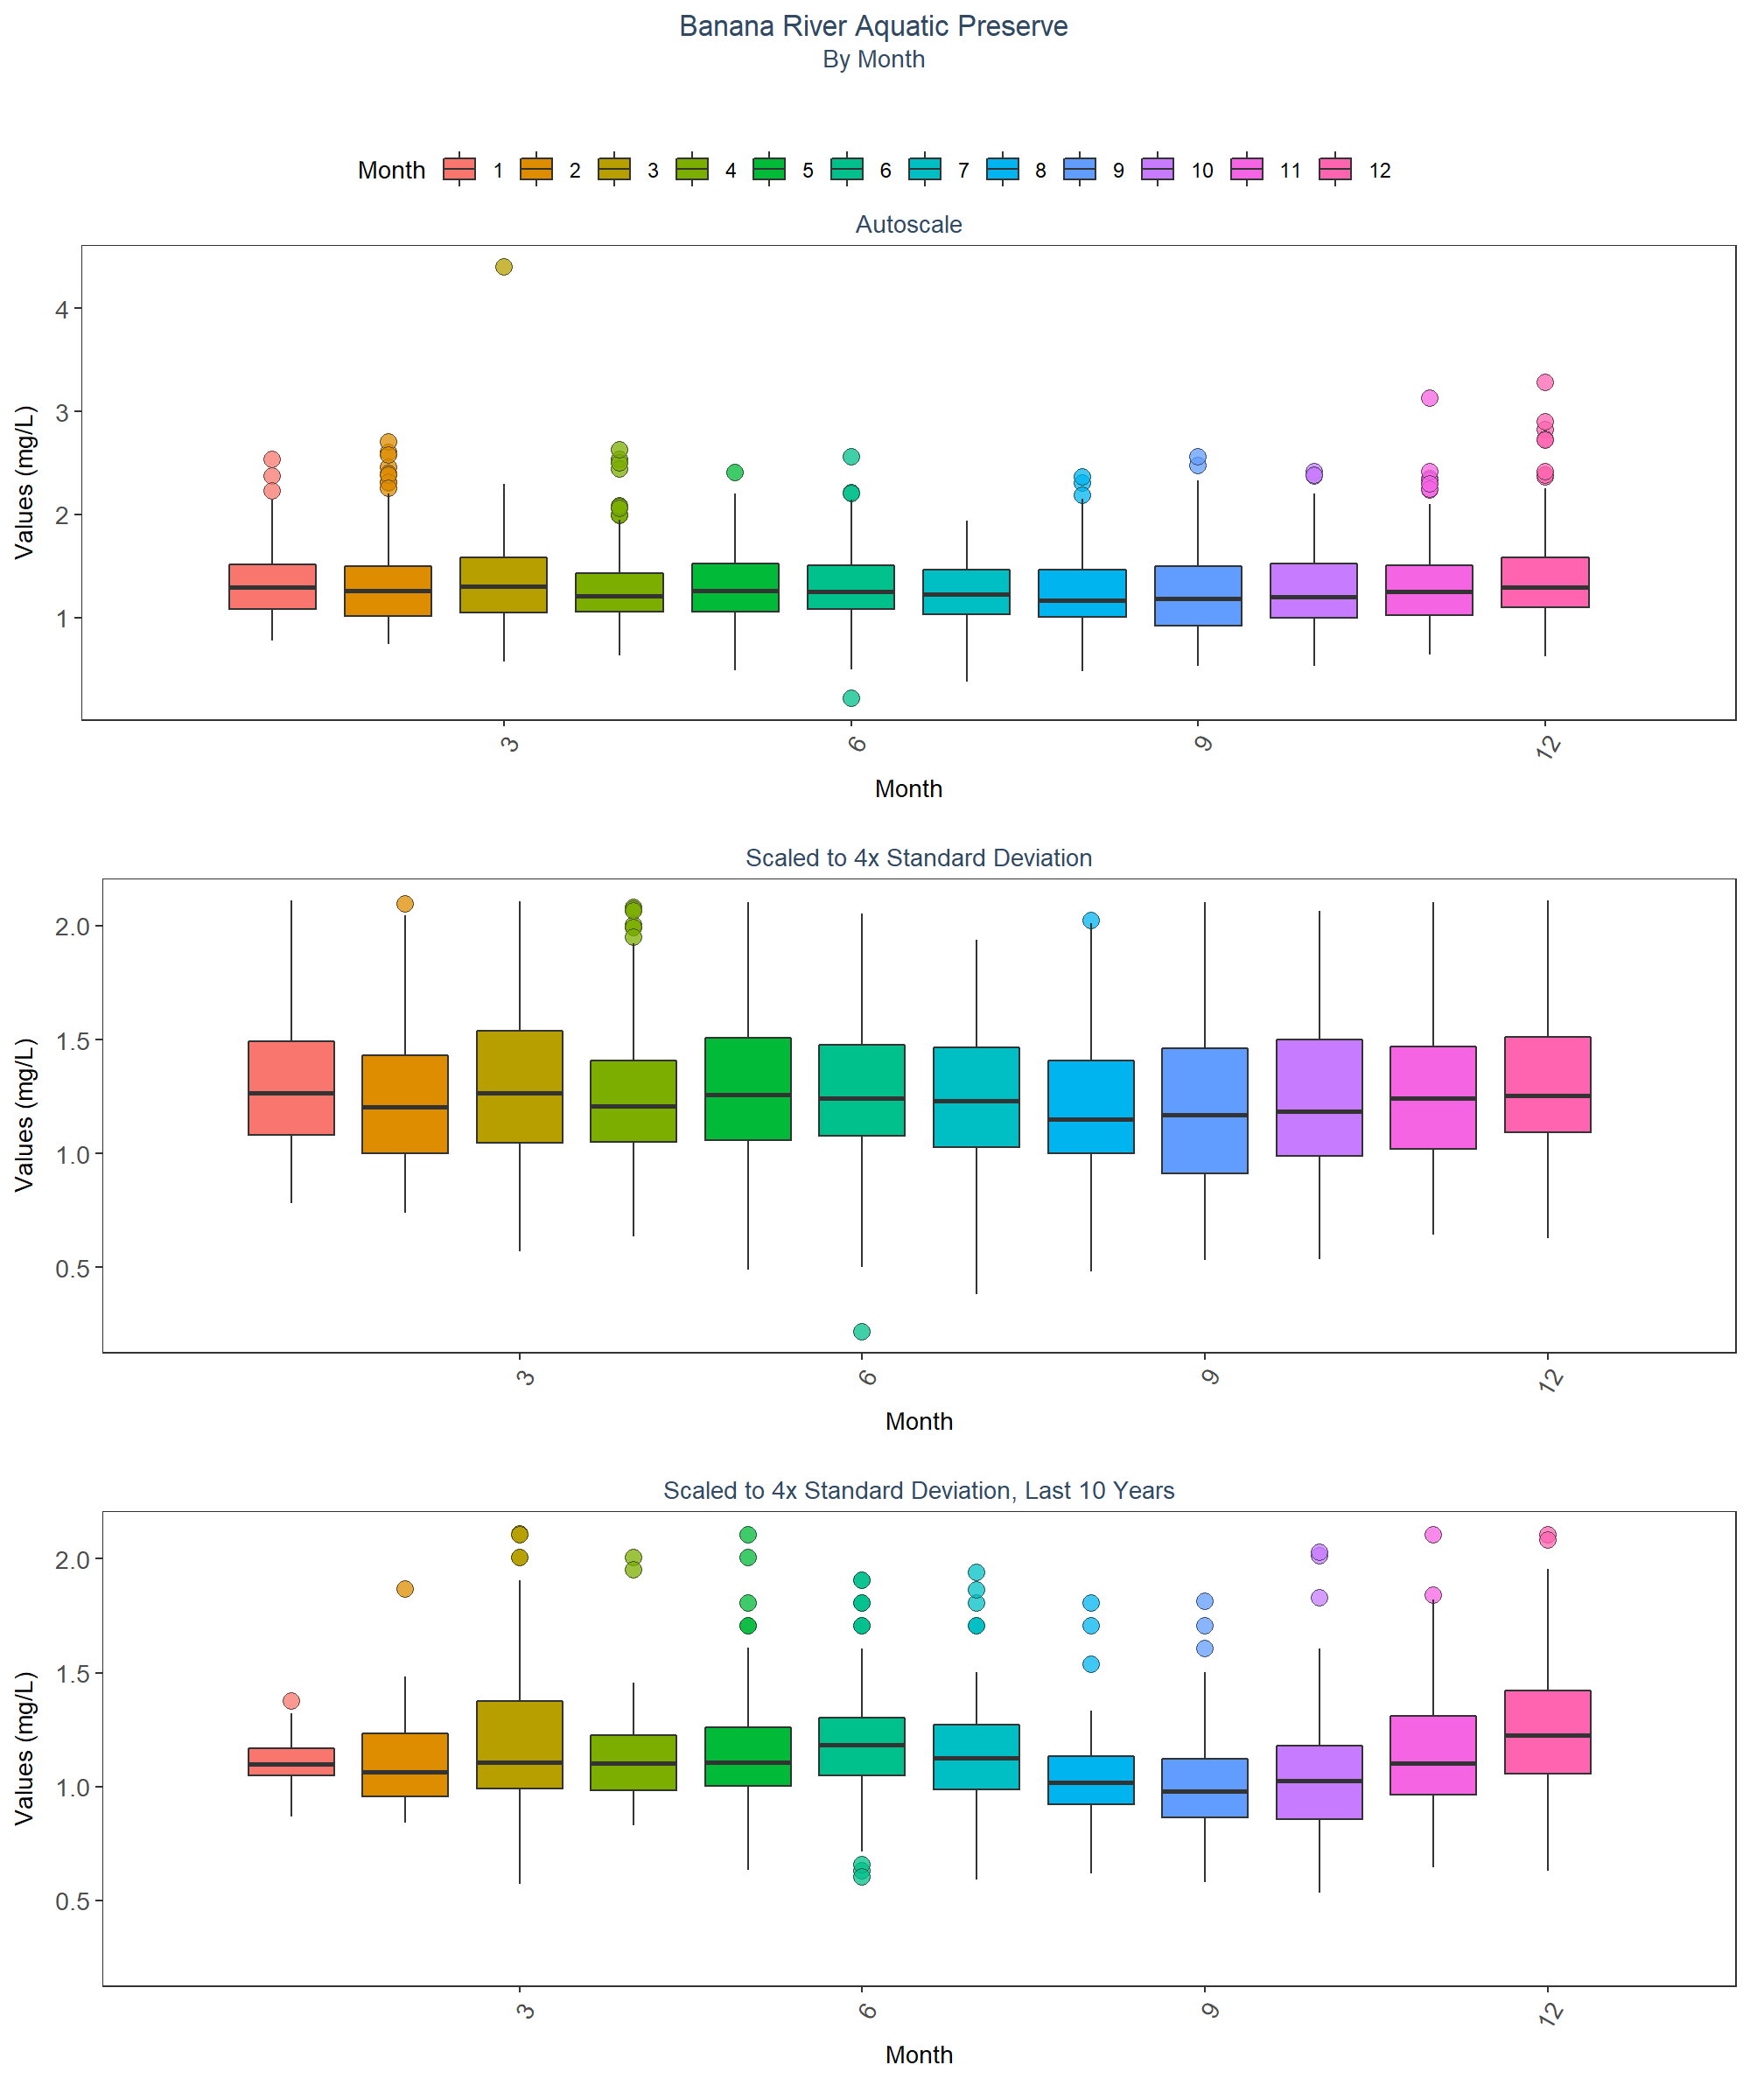 Banana River Aquatic Preserve
By Month
Month 1 2 3 4 5 6 7 8 9 10 11 12
Autoscale
Values (mg/L)
4
3
2
1
3 6 9 12
Month
Scaled to 4x Standard Deviation
Values (mg/L)
2.0
1.5
1.0
0.5
3 6 9 12
Month
Scaled to 4x Standard Deviation, Last 10 Years
Values (mg/L)
2.0
1.5
1.0
0.5
3 6 9 12
Month